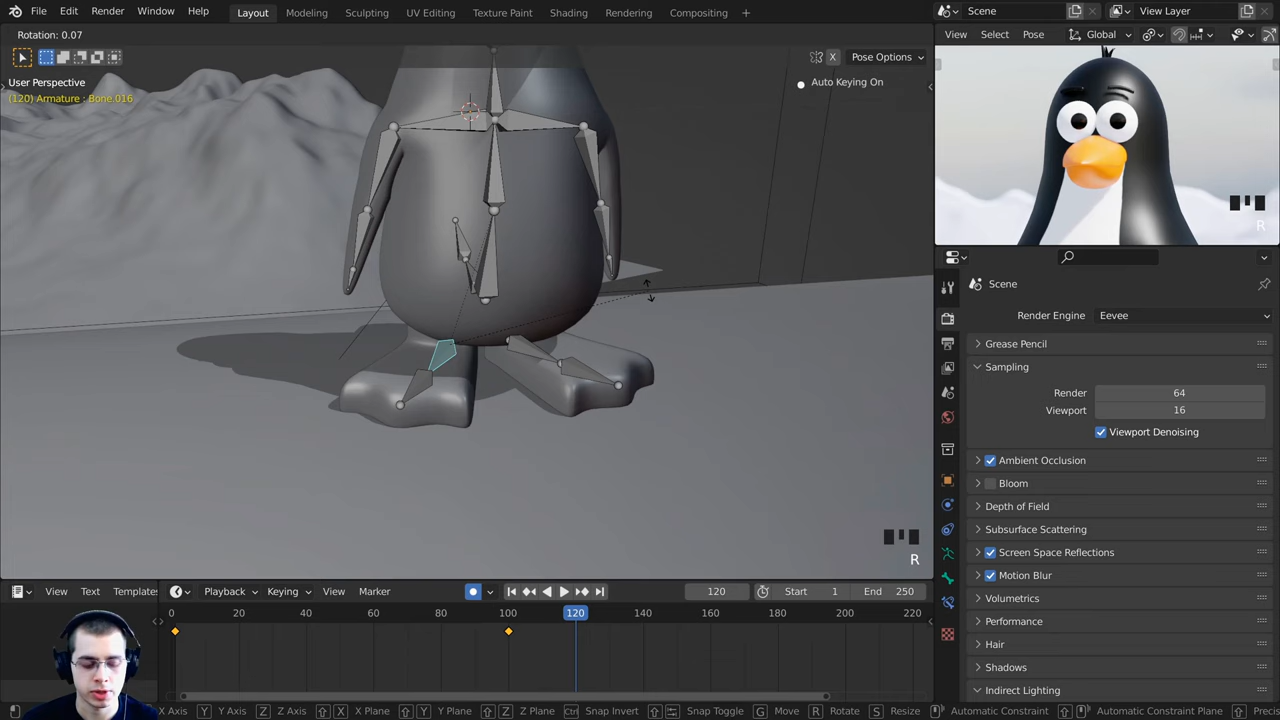 File Edit Render Window Help
Layout Modeling Sculpting UV Editing Texture Paint Shading Rendering Compositing
Scene View Layer
Rotation: 0.07
View Select Pose Global
X Pose Options
User Perspective
(120) Armature : Bone.016
Auto Keying On
R
Scene
Render Engine Eevee
Grease Pencil
Sampling
Render 64
Viewport 16
Viewport Denoising
Ambient Occlusion
Bloom
Depth of Field
Subsurface Scattering
Screen Space Reflections
Motion Blur
Volumetrics
Performance
Hair
Shadows
Indirect Lighting
R
View Text Templates
Playback Keying View Marker
120 Start 1 End 250
0 20 40 60 80 100 120 140 160 180 200 220
X Axis Y Y Axis Z Z Axis X X Plane Y Y Plane Z Z Plane Ctrl Snap Invert Snap Toggle G Move R Rotate S Resize Automatic Constraint Automatic Constraint Plane